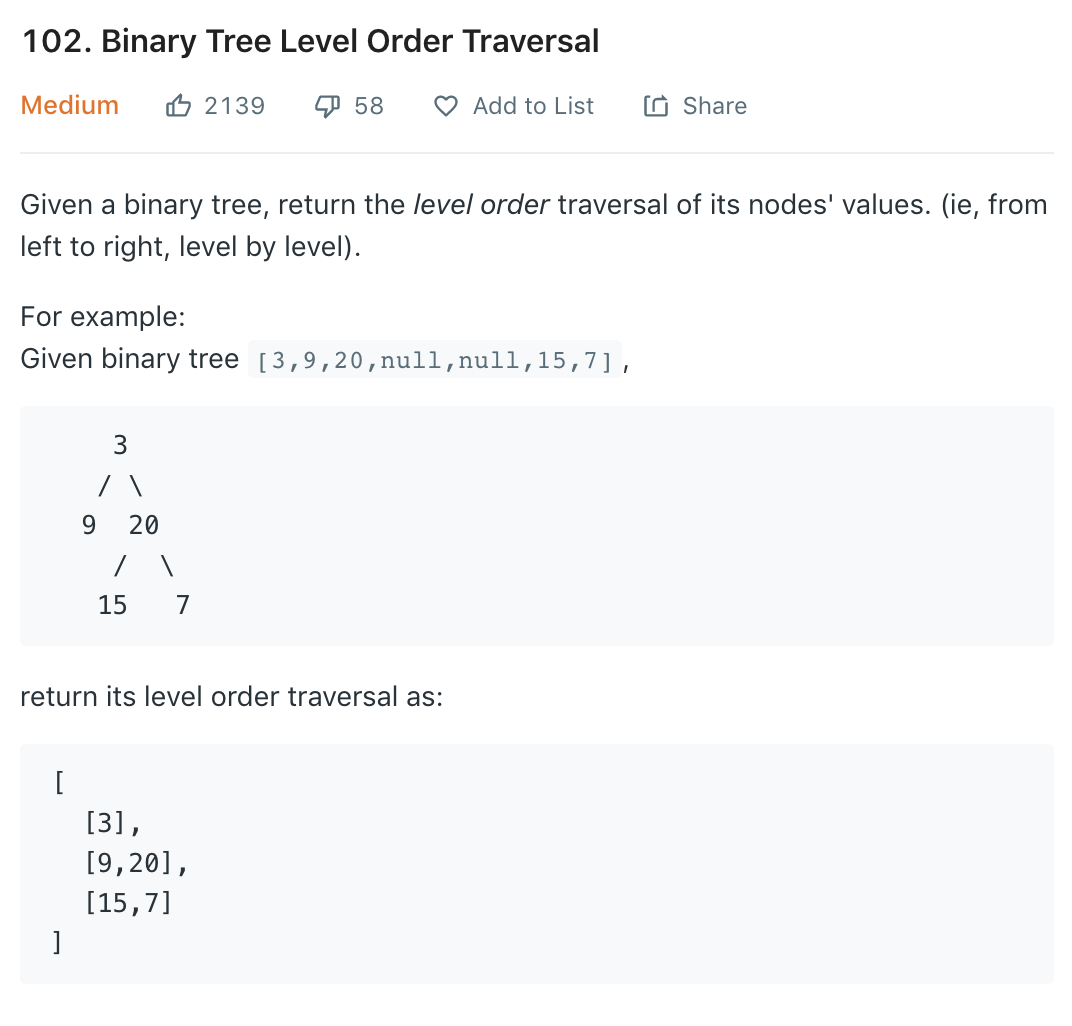 102. Binary Tree Level Order Traversal
Medium 2139 58 Add to List Share
Given a binary tree, return the level order traversal of its nodes' values. (ie, from
left to right, level by level).
For example:
Given binary tree [3,9,20,null,null,15,7],
    3
   / \
  9  20
    /  \
   15   7
return its level order traversal as:
[
  [3],
  [9,20],
  [15,7]
]